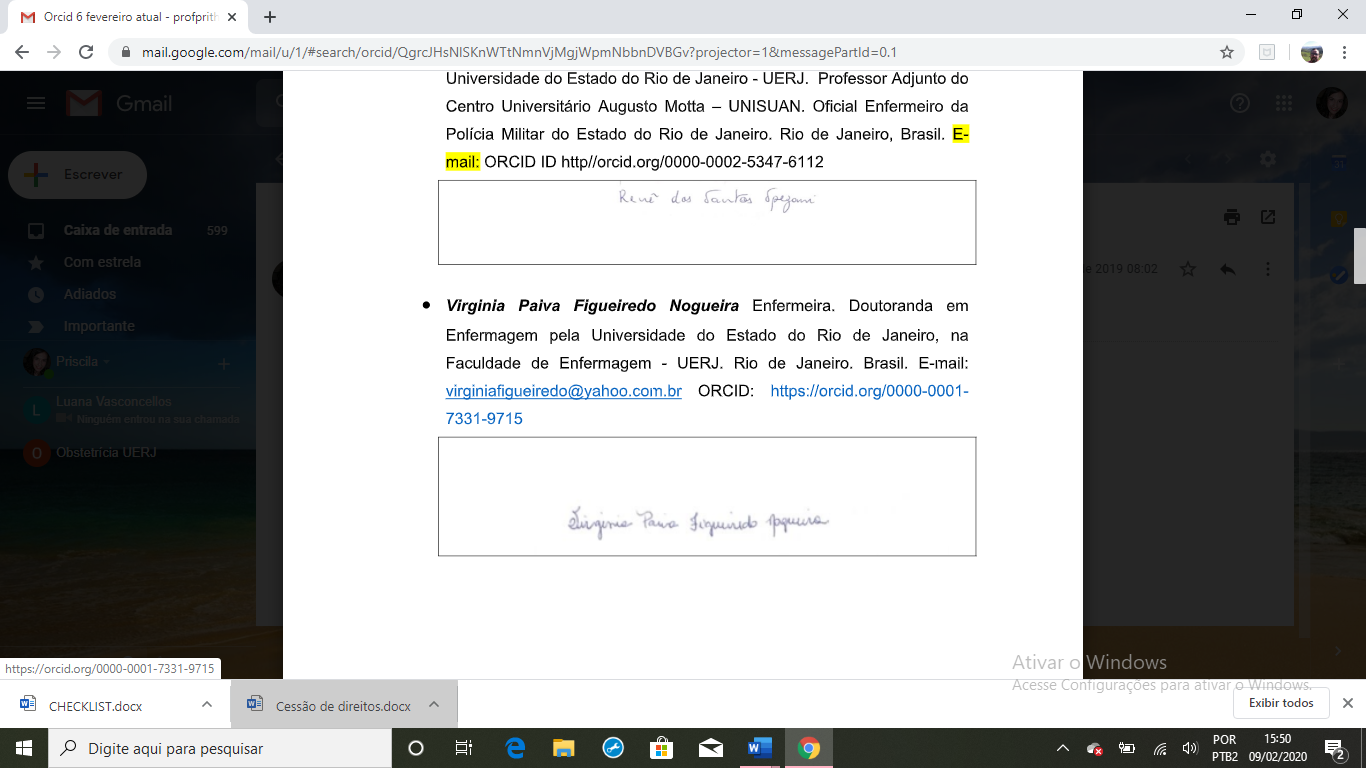 Orcid 6 fevereiro atual - profprith
mail.google.com/mail/u/1/#search/orcid/QgrcJHsNlSKnWTtNmnVjMgjWpmNbbnDVBGv?projector=1&messagePartId=0.1
Gmail
Escrever
Caixa de entrada 599
Com estrela
Adiados
Importante
Priscila
Luana Vasconcellos
Ninguém entrou na sua chamada
Obstetrícia UERJ
e 2019 08:02
31
Universidade do Estado do Rio de Janeiro - UERJ. Professor Adjunto do
Centro Universitário Augusto Motta – UNISUAN. Oficial Enfermeiro da
Polícia Militar do Estado do Rio de Janeiro. Rio de Janeiro, Brasil. E-
mail: ORCID ID http//orcid.org/0000-0002-5347-6112
Renê dos Santos Spezani
• Virginia Paiva Figueiredo Nogueira Enfermeira. Doutoranda em
Enfermagem pela Universidade do Estado do Rio de Janeiro, na
Faculdade de Enfermagem - UERJ. Rio de Janeiro. Brasil. E-mail:
virginiafigueiredo@yahoo.com.br ORCID: https://orcid.org/0000-0001-
7331-9715
Virginia Paiva Figueiredo Nogueira
https://orcid.org/0000-0001-7331-9715
Ativar o Windows
Acesse Configurações para ativar o Windows.
CHECKLIST.docx
Cessão de direitos.docx
Exibir todos
Digite aqui para pesquisar
POR
PTB2
15:50
09/02/2020
2